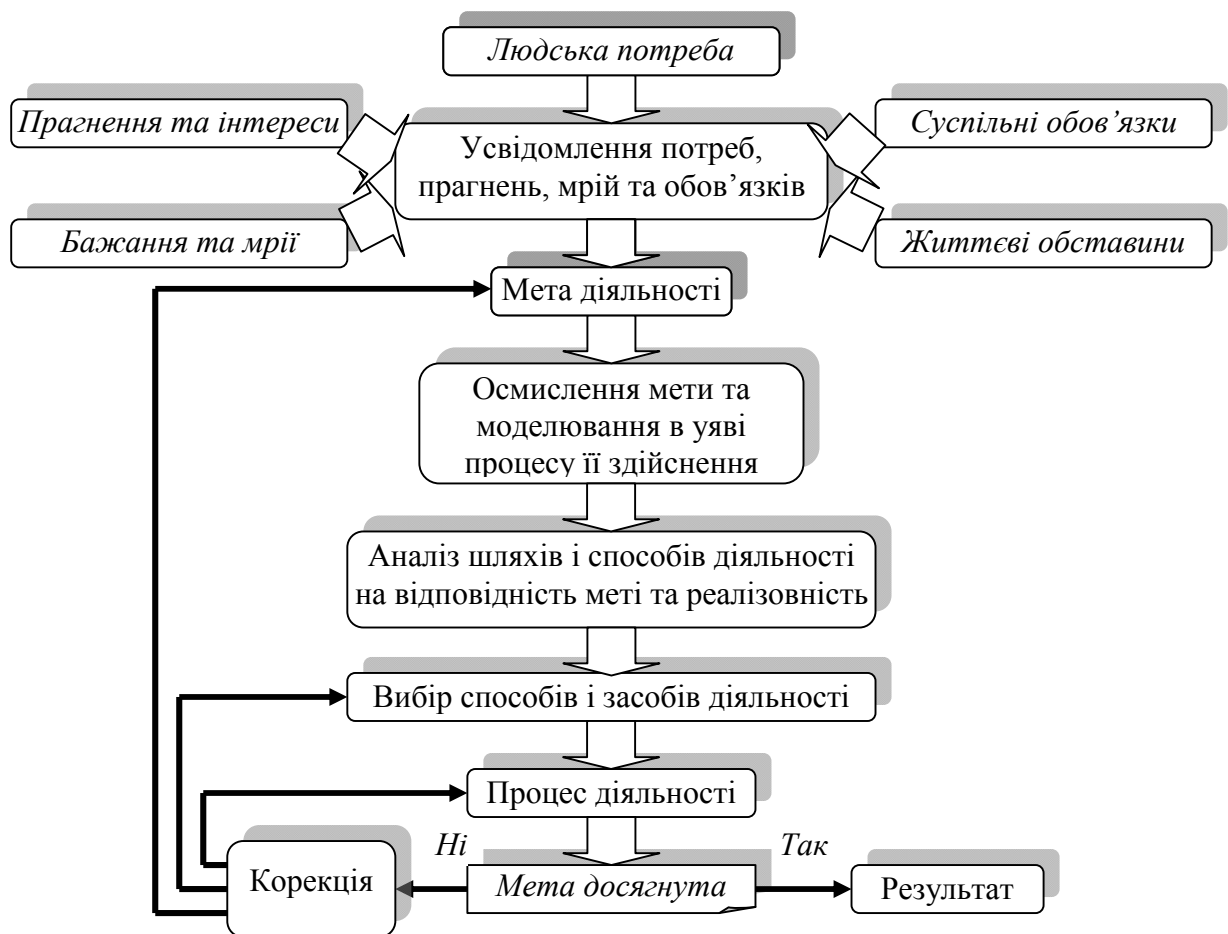 Людська потреба
Прагнення та інтереси
Суспільні обов’язки
Усвідомлення потреб,
прагнень, мрій та обов’язків
Бажання та мрії
Життєві обставини
Мета діяльності
Осмислення мети та
моделювання в уяві
процесу її здійснення
Аналіз шляхів і способів діяльності
на відповідність меті та реалізовність
Вибір способів і засобів діяльності
Процес діяльності
Ні
Так
Корекція
Мета досягнута
Результат